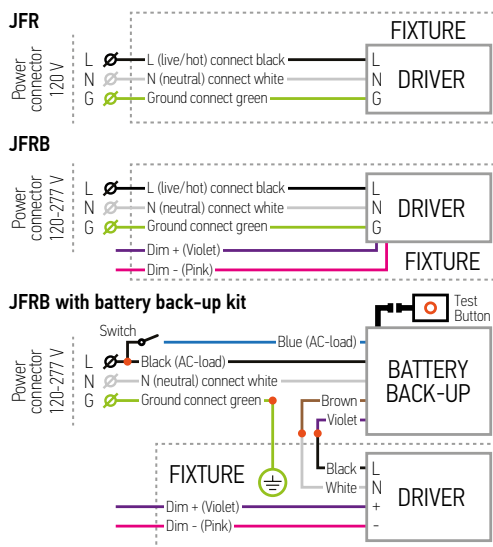 JFR
FIXTURE
Power connector 120 V
L L (live/hot) connect black L
N N (neutral) connect white N
G Ground connect green G
DRIVER
JFRB
Power connector 120-277 V
L L (live/hot) connect black L
N N (neutral) connect white N
G Ground connect green G
DRIVER
Dim + (Violet)
Dim - (Pink)
FIXTURE
JFRB with battery back-up kit
Test
Button
Switch
Blue (AC-load)
Power connector 120-277 V
L Black (AC-load)
N N (neutral) connect white
G Ground connect green
Brown
Violet
BATTERY
BACK-UP
FIXTURE
Black L
White N
Dim + (Violet) +
Dim - (Pink) -
DRIVER